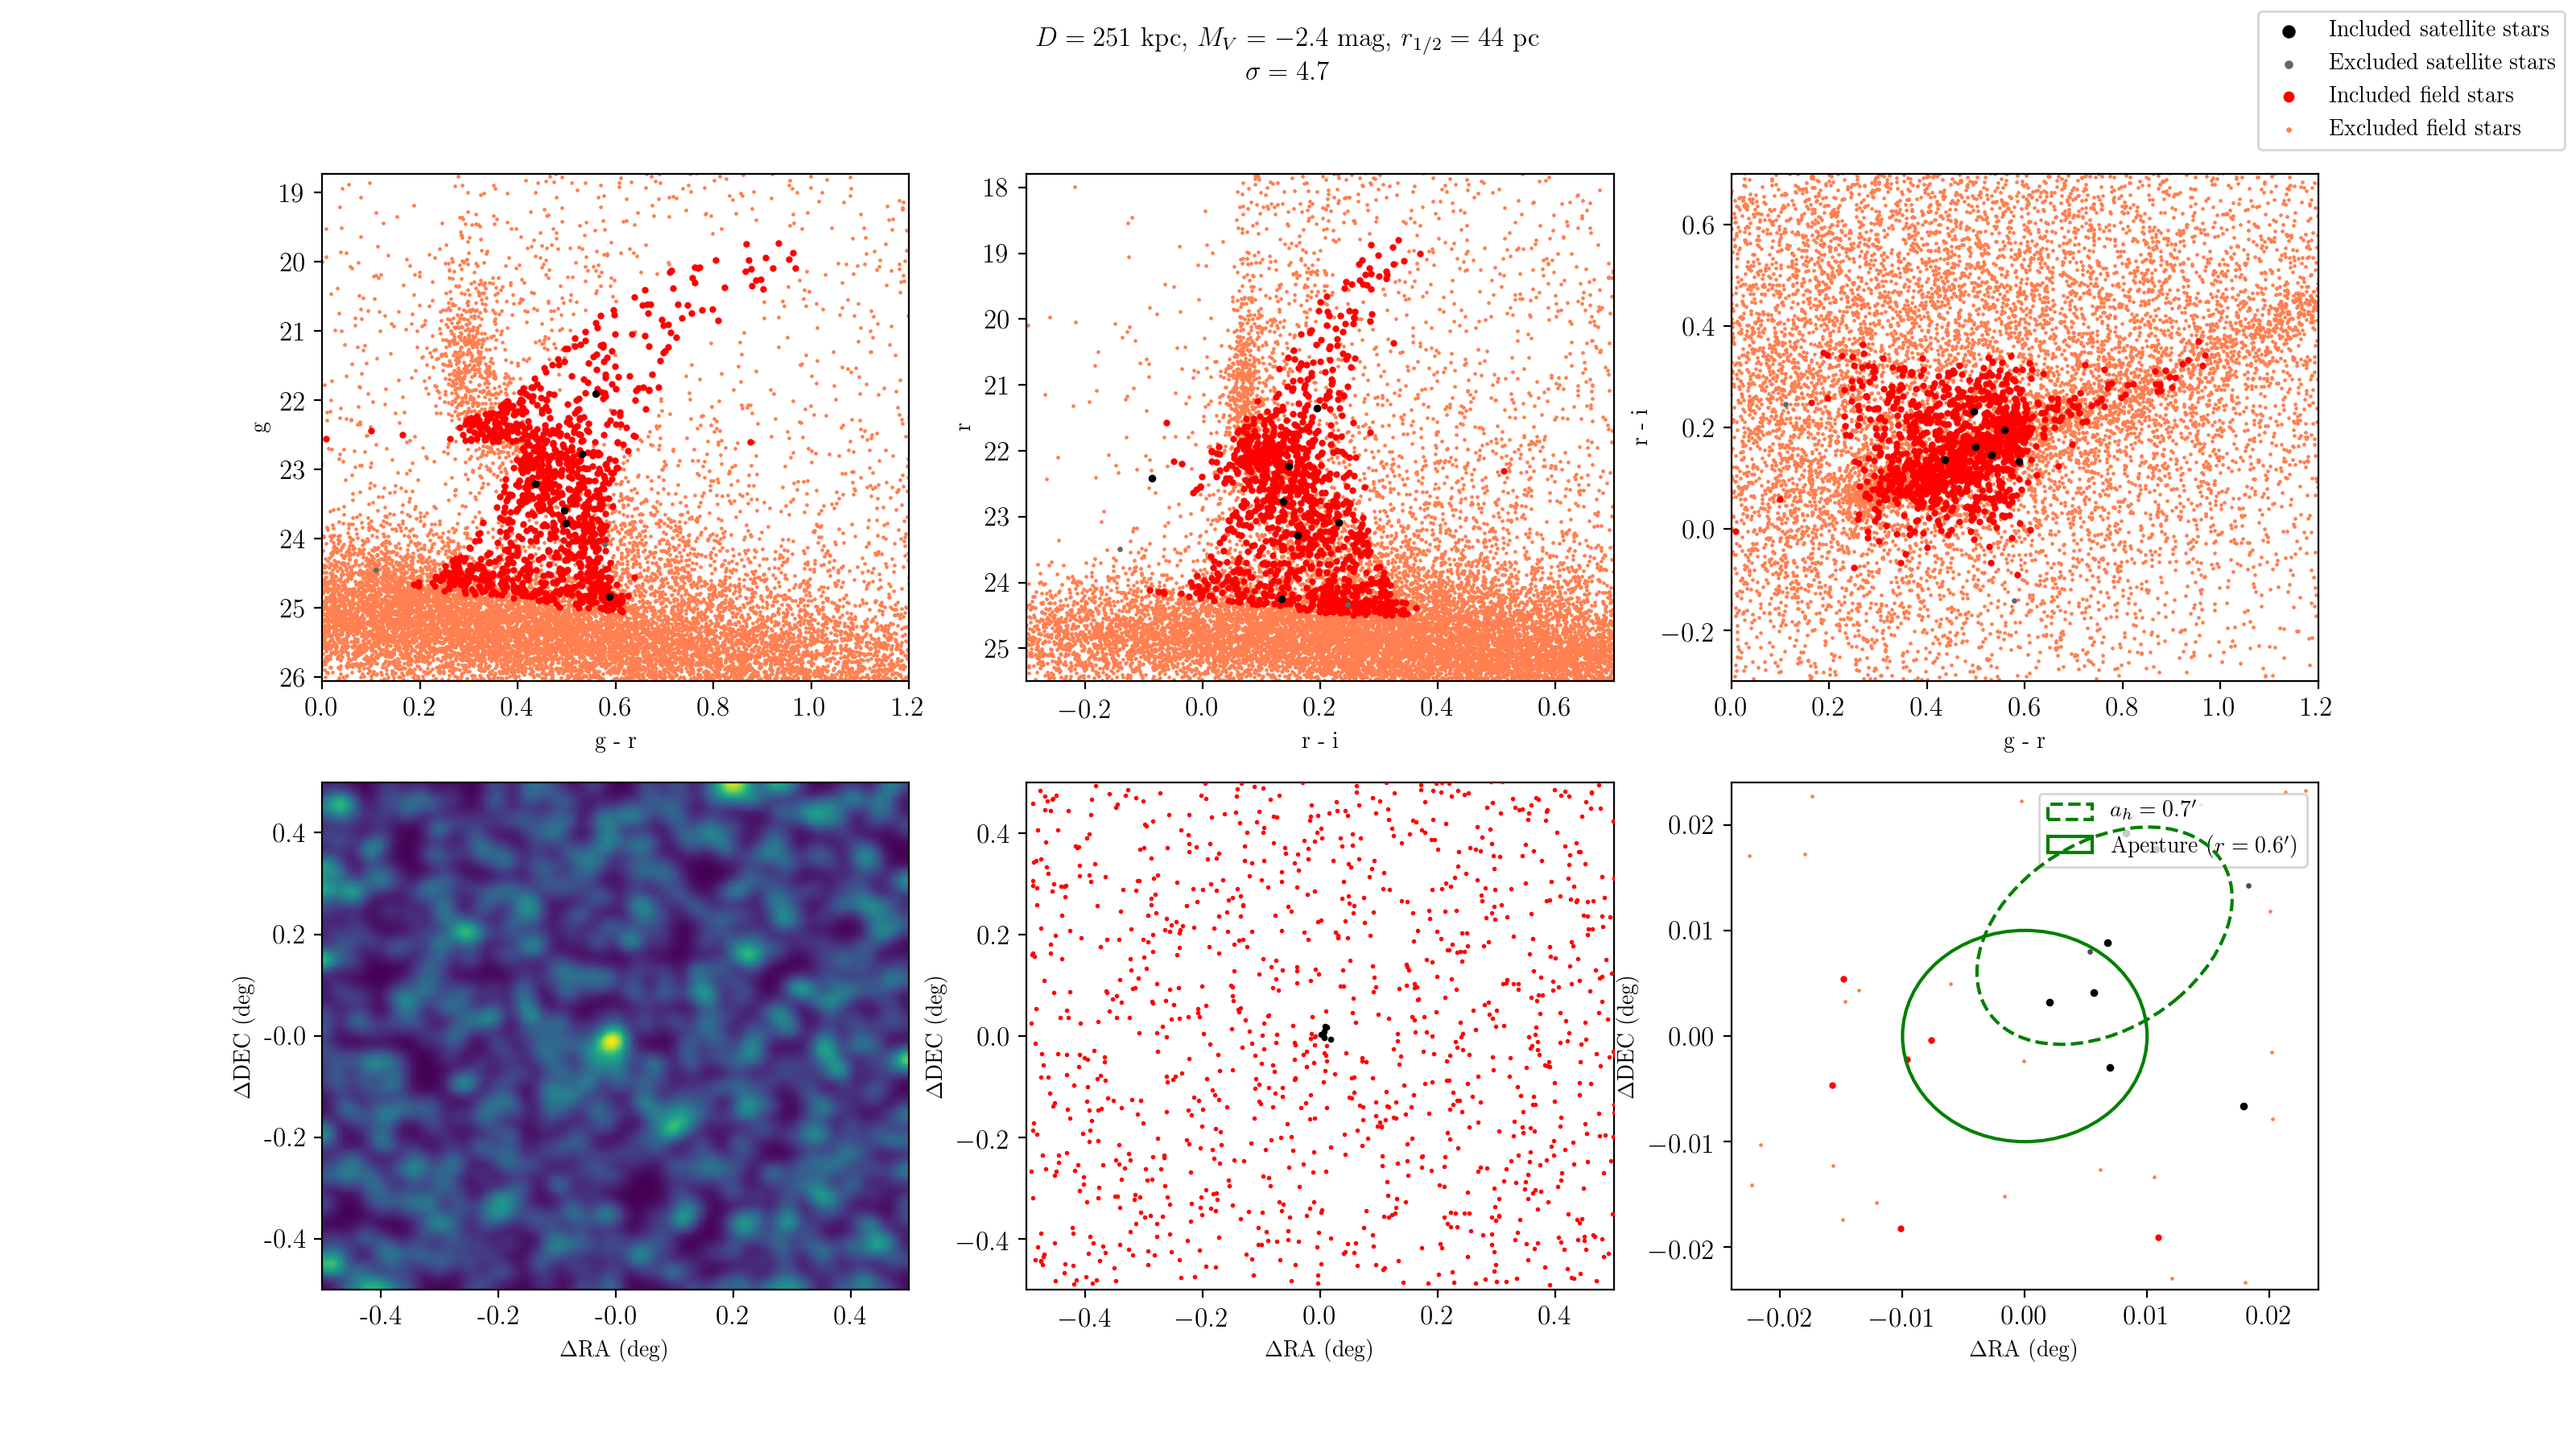 D = 251 kpc, M_V = −2.4 mag, r_{1/2} = 44 pc
σ = 4.7
Included satellite stars
Excluded satellite stars
Included field stars
Excluded field stars
19
20
21
22
23
24
25
26
g
0.0 0.2 0.4 0.6 0.8 1.0 1.2
g - r
18
19
20
21
22
23
24
25
r
−0.2 0.0 0.2 0.4 0.6
r - i
0.6
0.4
0.2
0.0
−0.2
r - i
0.0 0.2 0.4 0.6 0.8 1.0 1.2
g - r
0.4
0.2
-0.0
-0.2
-0.4
ΔDEC (deg)
-0.4 -0.2 -0.0 0.2 0.4
ΔRA (deg)
0.4
0.2
0.0
−0.2
−0.4
ΔDEC (deg)
−0.4 −0.2 0.0 0.2 0.4
ΔRA (deg)
a_h = 0.7′
Aperture (r = 0.6′)
0.02
0.01
0.00
−0.01
−0.02
ΔDEC (deg)
−0.02 −0.01 0.00 0.01 0.02
ΔRA (deg)